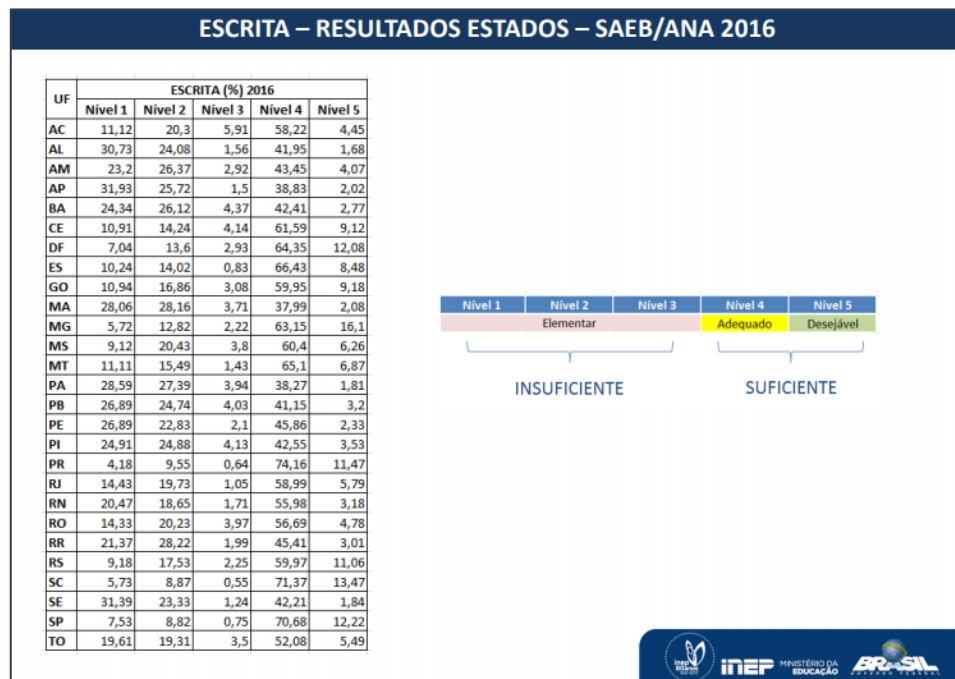 ESCRITA – RESULTADOS ESTADOS – SAEB/ANA 2016
UF ESCRITA (%) 2016
Nível 1 Nível 2 Nível 3 Nível 4 Nível 5
AC 11,12 20,3 5,91 58,22 4,45
AL 30,73 24,08 1,56 41,95 1,68
AM 23,2 26,37 2,92 43,45 4,07
AP 31,93 25,72 1,5 38,83 2,02
BA 24,34 26,12 4,37 42,41 2,77
CE 10,91 14,24 4,14 61,59 9,12
DF 7,04 13,6 2,93 64,35 12,08
ES 10,24 14,02 0,83 66,43 8,48
GO 10,94 16,86 3,08 59,95 9,18
MA 28,06 28,16 3,71 37,99 2,08
MG 5,72 12,82 2,22 63,15 16,1
MS 9,12 20,43 3,8 60,4 6,26
MT 11,11 15,49 1,43 65,1 6,87
PA 28,59 27,39 3,94 38,27 1,81
PB 26,89 24,74 4,03 41,15 3,2
PE 26,89 22,83 2,1 45,86 2,33
PI 24,91 24,88 4,13 42,55 3,53
PR 4,18 9,55 0,64 74,16 11,47
RJ 14,43 19,73 1,05 58,99 5,79
RN 20,47 18,65 1,71 55,98 3,18
RO 14,33 20,23 3,97 56,69 4,78
RR 21,37 28,22 1,99 45,41 3,01
RS 9,18 17,53 2,25 59,97 11,06
SC 5,73 8,87 0,55 71,37 13,47
SE 31,39 23,33 1,24 42,21 1,84
SP 7,53 8,82 0,75 70,68 12,22
TO 19,61 19,31 3,5 52,08 5,49
Nível 1 Nível 2 Nível 3 Nível 4 Nível 5
Elementar Adequado Desejável
INSUFICIENTE SUFICIENTE
inep
80 anos
inep
MINISTÉRIO DA
EDUCAÇÃO
BRASIL
GOVERNO FEDERAL